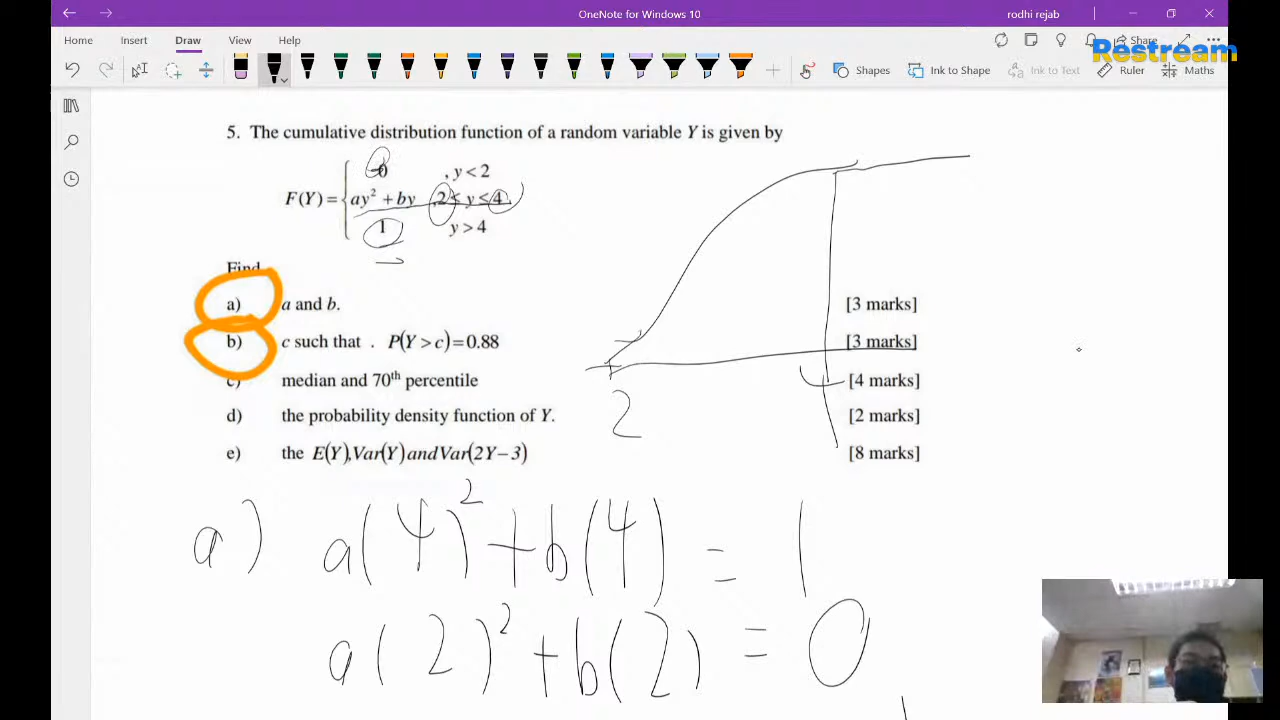 OneNote for Windows 10
rodhi rejab
Home Insert Draw View Help
Share
Restream
Shapes Ink to Shape Ink to Text Ruler Maths
5. The cumulative distribution function of a random variable Y is given by
0 , y < 2
F(Y) = { ay² + by , 2 ≤ y ≤ 4
1 y > 4
Find
a) a and b. [3 marks]
b) c such that . P(Y > c) = 0.88 [3 marks]
c) median and 70th percentile [4 marks]
d) the probability density function of Y. [2 marks]
e) the E(Y),Var(Y) and Var(2Y − 3) [8 marks]
2
a) a(4)² + b(4) = 1
a(2)² + b(2) = 0